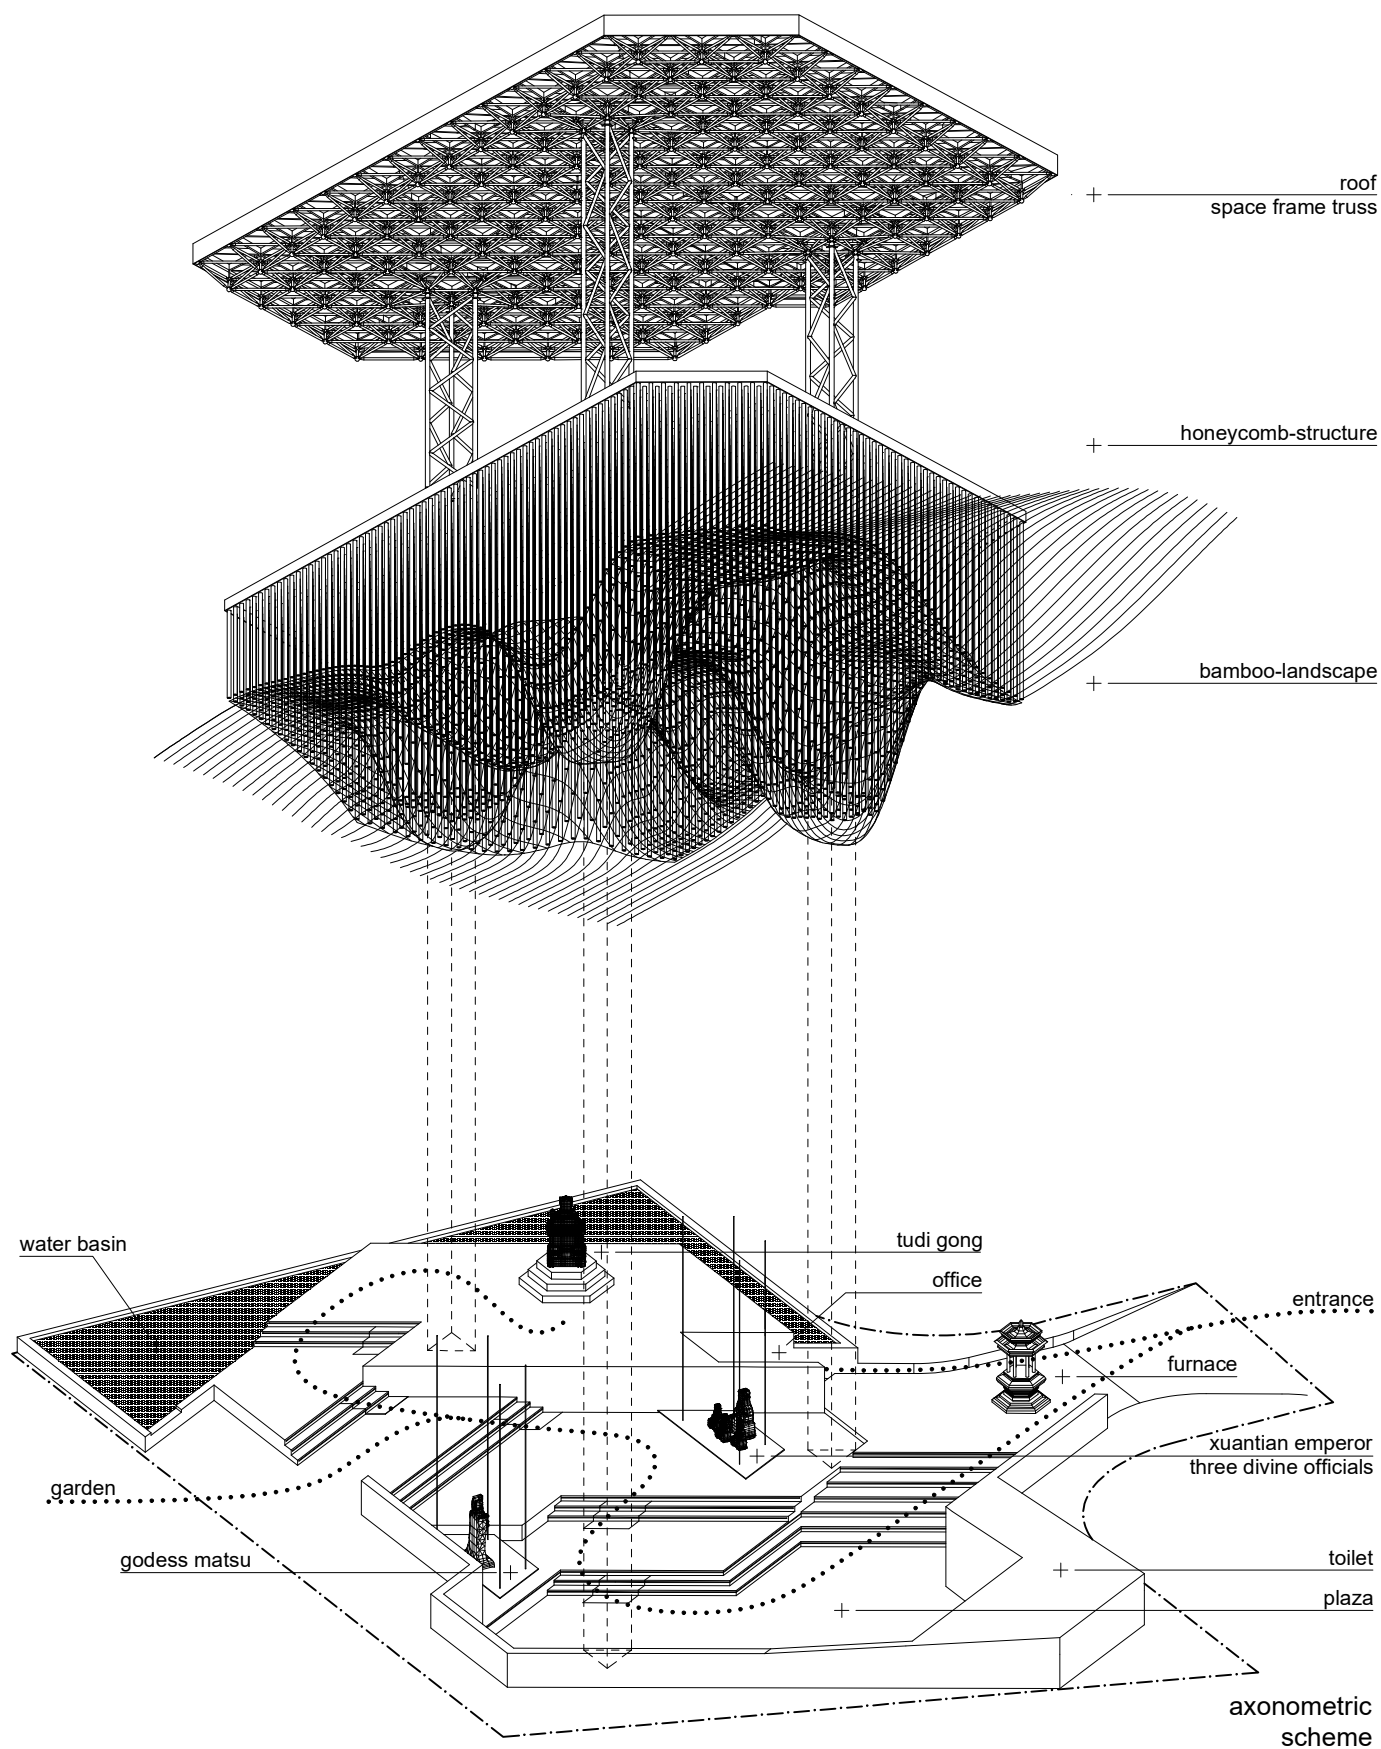 roof
space frame truss
honeycomb-structure
bamboo-landscape
water basin
tudi gong
office
entrance
furnace
xuantian emperor
three divine officials
garden
godess matsu
toilet
plaza
axonometric
scheme